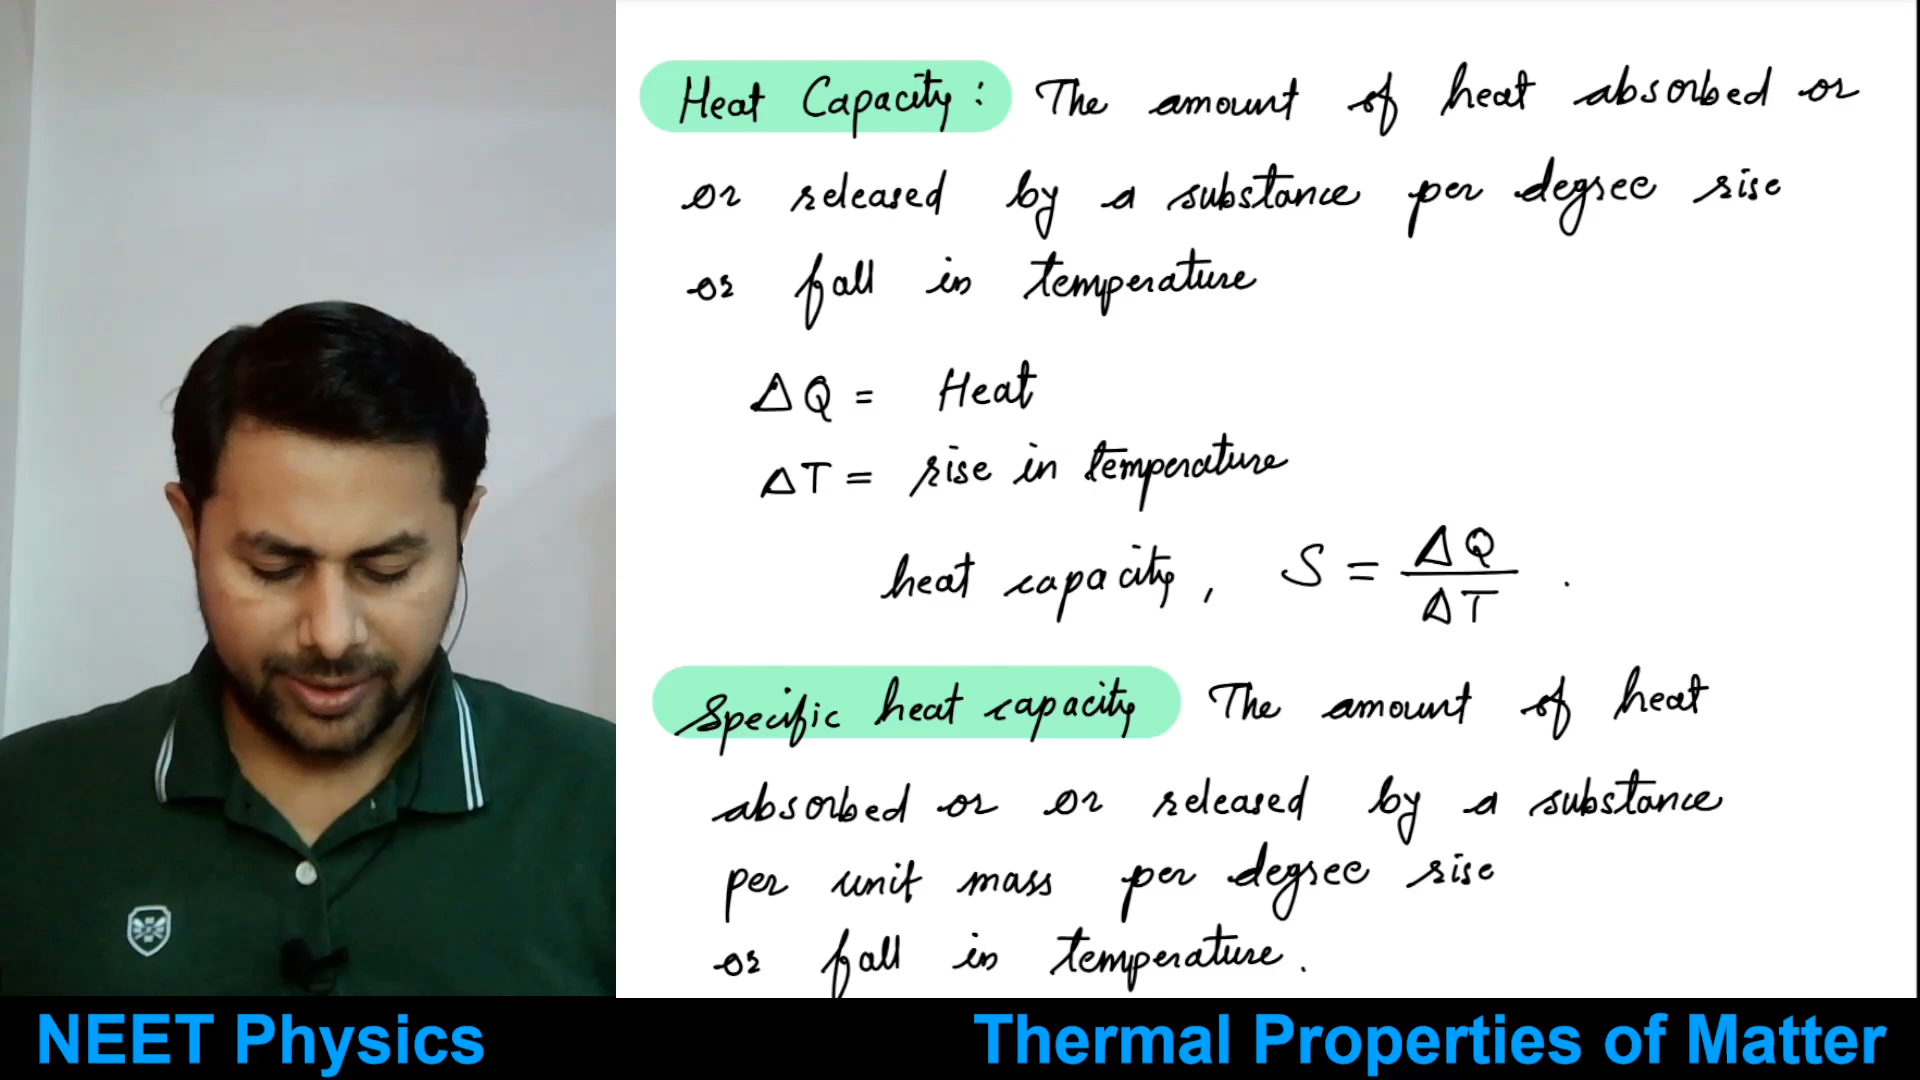 Heat Capacity: The amount of heat absorbed or
or released by a substance per degree rise
or fall in temperature
ΔQ = Heat
ΔT = rise in temperature
heat capacity, S = ΔQ/ΔT .
Specific heat capacity The amount of heat
absorbed or or released by a substance
per unit mass per degree rise
or fall in temperature.
NEET Physics
Thermal Properties of Matter